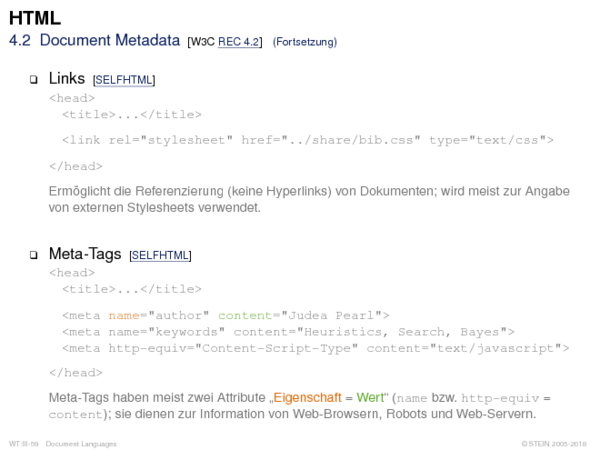 HTML
4.2 Document Metadata [W3C REC 4.2] (Fortsetzung)
❑ Links [SELFHTML]
<head>
<title>...</title>
<link rel="stylesheet" href="../share/bib.css" type="text/css">
</head>
Ermöglicht die Referenzierung (keine Hyperlinks) von Dokumenten; wird meist zur Angabe
von externen Stylesheets verwendet.
❑ Meta-Tags [SELFHTML]
<head>
<title>...</title>
<meta name="author" content="Judea Pearl">
<meta name="keywords" content="Heuristics, Search, Bayes">
<meta http-equiv="Content-Script-Type" content="text/javascript">
</head>
Meta-Tags haben meist zwei Attribute „Eigenschaft = Wert“ (name bzw. http-equiv =
content); sie dienen zur Information von Web-Browsern, Robots und Web-Servern.
Document Languages
© STEIN 2005-2018